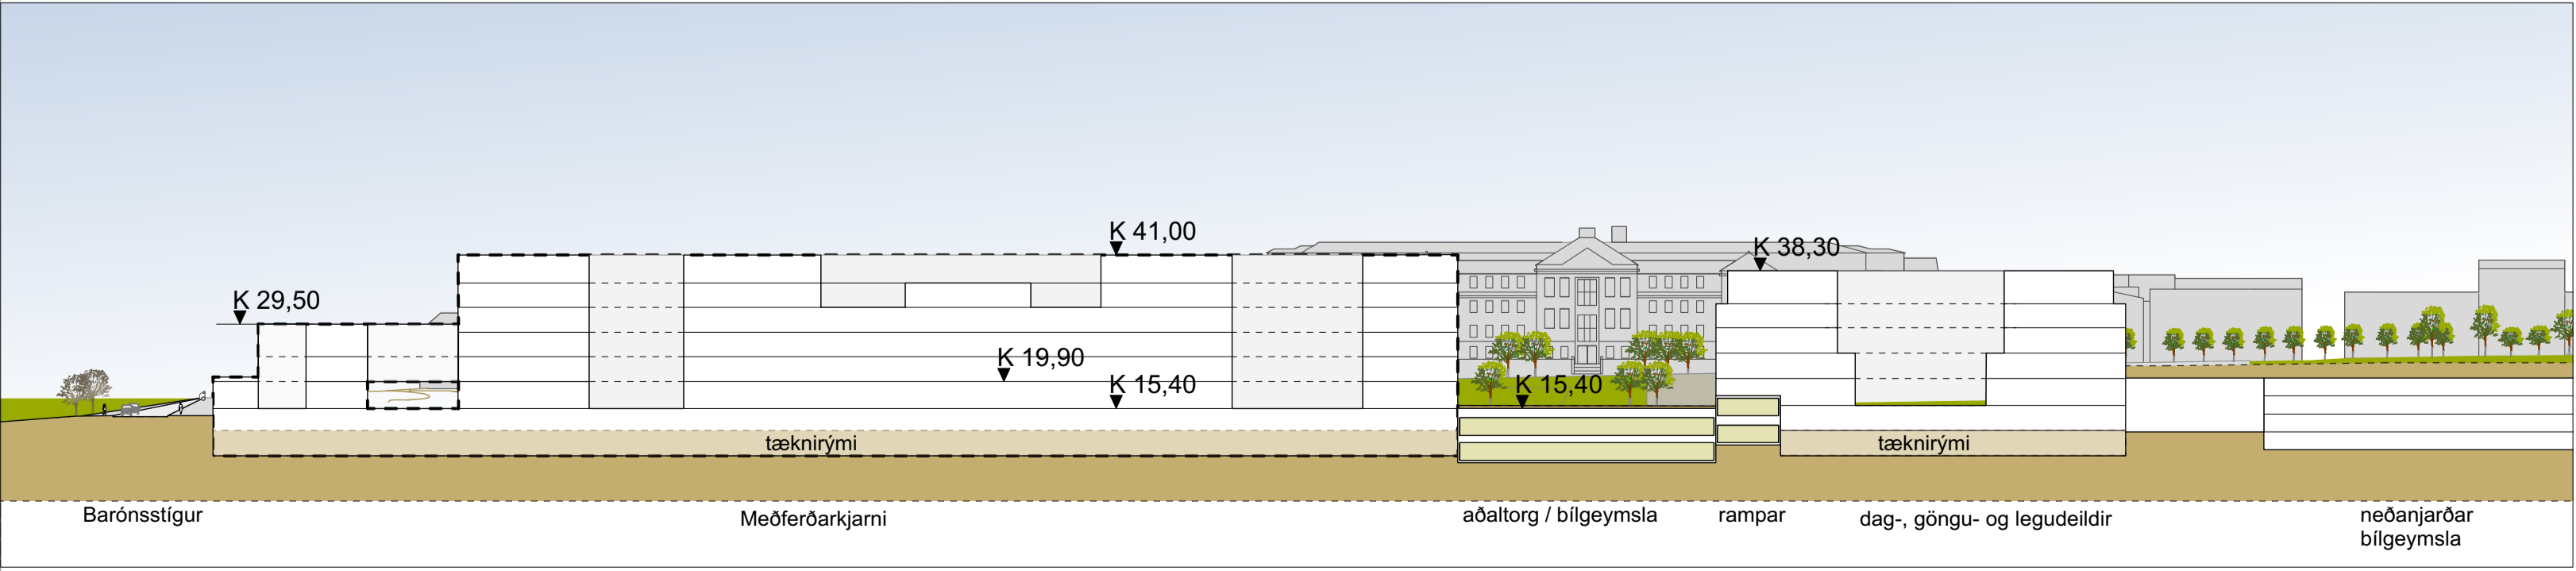 K 41,00
K 38,30
K 29,50
K 19,90
K 15,40
K 15,40
tæknirými
tæknirými
Barónsstígur
Meðferðarkjarni
aðaltorg / bílgeymsla
rampar
dag-, göngu- og legudeildir
neðanjarðar
bílgeymsla